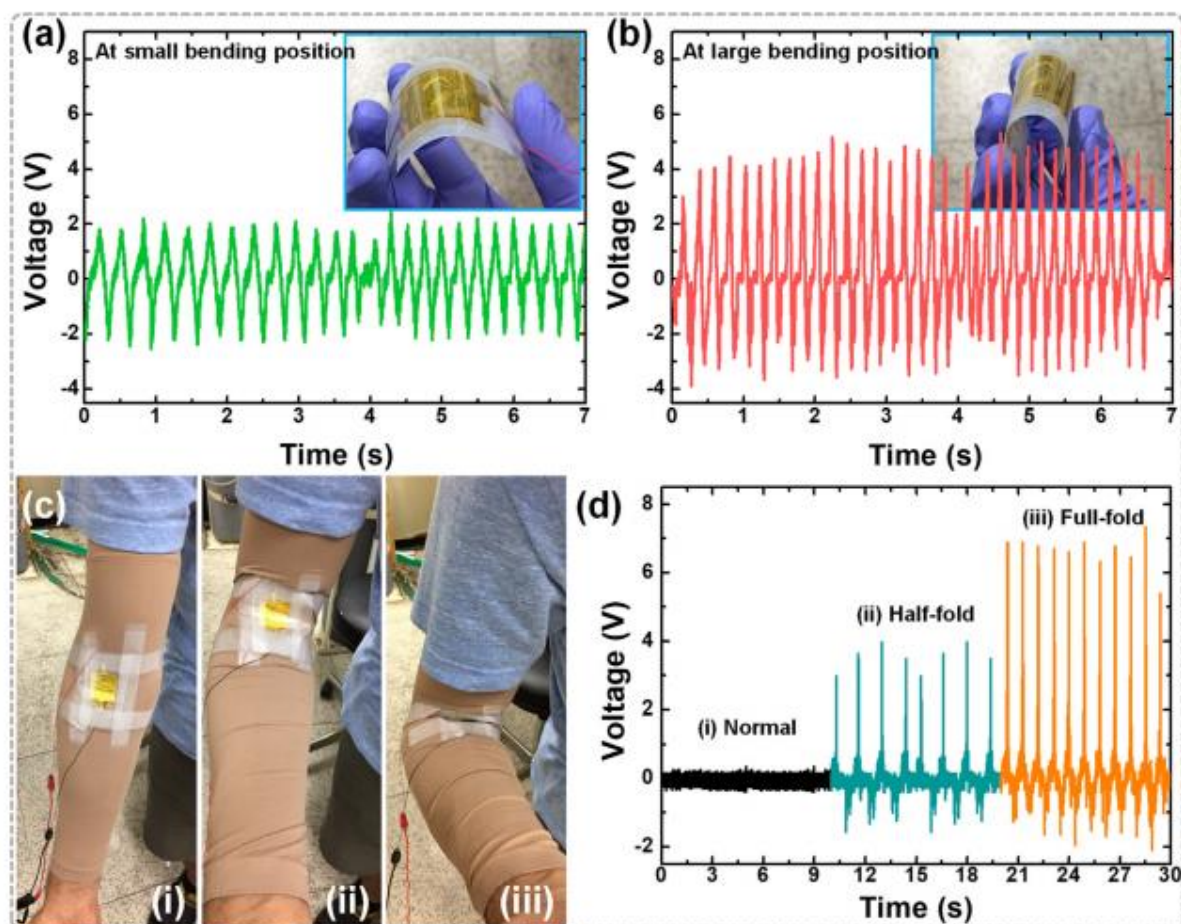 (a)
At small bending position
Voltage (V)
8
6
4
2
0
-2
-4
0 1 2 3 4 5 6 7
Time (s)
(b)
At large bending position
Voltage (V)
8
6
4
2
0
-2
-4
0 1 2 3 4 5 6 7
Time (s)
(c)
(i)
(ii)
(iii)
(d)
(iii) Full-fold
(ii) Half-fold
(i) Normal
Voltage (V)
8
6
4
2
0
-2
0 3 6 9 12 15 18 21 24 27 30
Time (s)